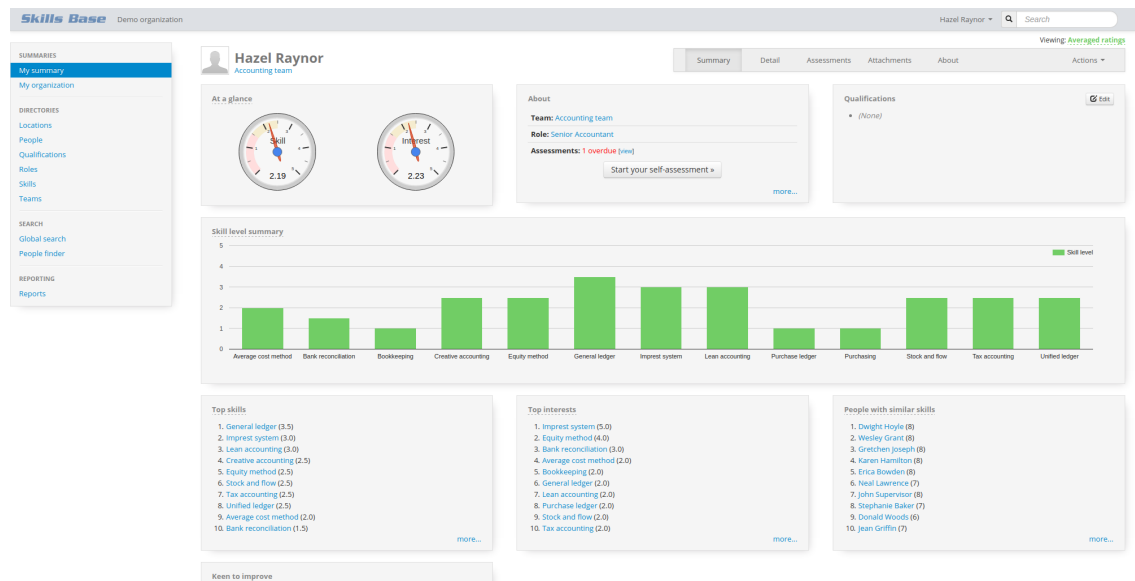 Skills Base Demo organization
Hazel Raynor
Search
Viewing: Averaged ratings
SUMMARIES
My summary
My organization
DIRECTORIES
Locations
People
Qualifications
Roles
Skills
Teams
SEARCH
Global search
People finder
REPORTING
Reports
Hazel Raynor
Accounting team
Summary Detail Assessments Attachments About Actions
At a glance
Skill
2.19
Interest
2.23
About
Team: Accounting team
Role: Senior Accountant
Assessments: 1 overdue [view]
Start your self-assessment »
more...
Qualifications
Edit
• (None)
Skill level summary
Skill level
5
4
3
2
1
0
Average cost method Bank reconciliation Bookkeeping Creative accounting Equity method General ledger Imprest system Lean accounting Purchase ledger Purchasing Stock and flow Tax accounting Unified ledger
Top skills
1. General ledger (3.5)
2. Imprest system (3.0)
3. Lean accounting (3.0)
4. Creative accounting (2.5)
5. Equity method (2.5)
6. Stock and flow (2.5)
7. Tax accounting (2.5)
8. Unified ledger (2.5)
9. Average cost method (2.0)
10. Bank reconciliation (1.5)
more...
Top interests
1. Imprest system (5.0)
2. Equity method (4.0)
3. Bank reconciliation (3.0)
4. Average cost method (2.0)
5. Bookkeeping (2.0)
6. General ledger (2.0)
7. Lean accounting (2.0)
8. Purchase ledger (2.0)
9. Stock and flow (2.0)
10. Tax accounting (2.0)
more...
People with similar skills
1. Dwight Hoyle (8)
2. Wesley Grant (8)
3. Gretchen Joseph (8)
4. Karen Hamilton (8)
5. Erica Bowden (8)
6. Neal Lawrence (7)
7. John Supervisor (8)
8. Stephanie Baker (7)
9. Donald Woods (6)
10. Jean Griffin (7)
more...
Keen to improve